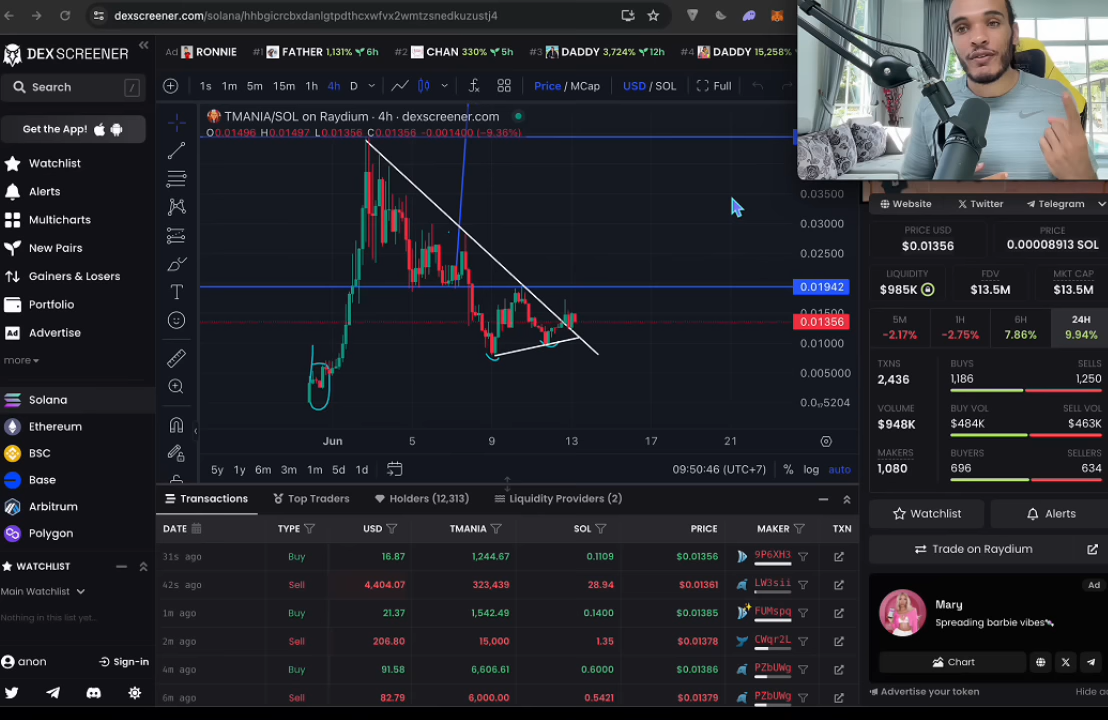 dexscreener.com/solana/hhbgicrcbxdanlgtpdthcxwfvx2wmtzsnedkuzustj4
DEXSCREENER
Ad RONNIE #1 FATHER 1,131% 6h #2 CHAN 330% 5h #3 DADDY 3,724% 12h #4 DADDY 15,258%
Search /
Get the App!
Watchlist
Alerts
Multicharts
New Pairs
Gainers & Losers
Portfolio
Ad Advertise
more
Solana
Ethereum
BSC
Base
Arbitrum
Polygon
WATCHLIST
Main Watchlist
Nothing in this list yet...
anon Sign-in
1s 1m 5m 15m 1h 4h D Price / MCap USD / SOL Full
TMANIA/SOL on Raydium · 4h · dexscreener.com
O0.01496 H0.01497 L0.01356 C0.01356 -0.001400 (-9.36%)
0.03500
0.03000
0.02500
0.01942
0.01356
0.01000
0.005000
0.0₅5204
Jun 5 9 13 17 21
5y 1y 6m 3m 1m 5d 1d 09:50:46 (UTC+7) % log auto
Transactions Top Traders Holders (12,313) Liquidity Providers (2)
DATE TYPE USD TMANIA SOL PRICE MAKER TXN
31s ago Buy 16.87 1,244.67 0.1109 $0.01356 9P6XH3
42s ago Sell 4,404.07 323,439 28.94 $0.01361 LW3sii
1m ago Buy 21.37 1,542.49 0.1400 $0.01385 FUMspq
2m ago Sell 206.80 15,000 1.35 $0.01378 CWqr2L
4m ago Buy 91.58 6,606.61 0.6000 $0.01386 PZbUWg
6m ago Sell 82.79 6,000.00 0.5421 $0.01379 PZbUWg
Website Twitter Telegram
PRICE USD PRICE
$0.01356 0.00008913 SOL
LIQUIDITY FDV MKT CAP
$985K $13.5M $13.5M
5M 1H 6H 24H
-2.17% -2.75% 7.86% 9.94%
TXNS BUYS SELLS
2,436 1,186 1,250
VOLUME BUY VOL SELL VOL
$948K $484K $463K
MAKERS BUYERS SELLERS
1,080 696 634
Watchlist Alerts
Trade on Raydium
Ad
Mary
Spreading barbie vibes
Chart
Advertise your token Hide ad